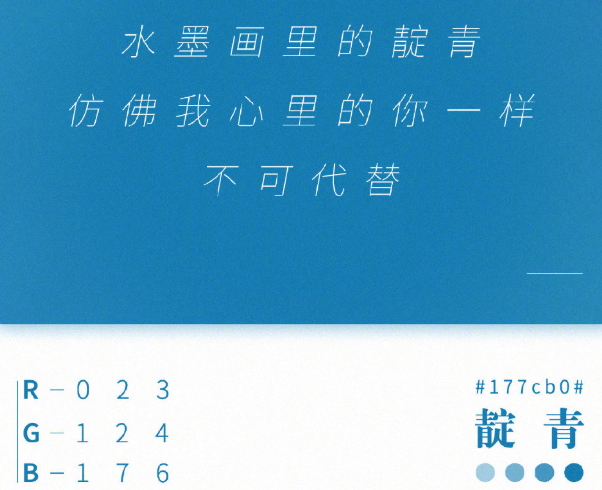 水墨画里的靛青
仿佛我心里的你一样
不可代替
R－023
G－124
B－176
#177cb0#
靛青